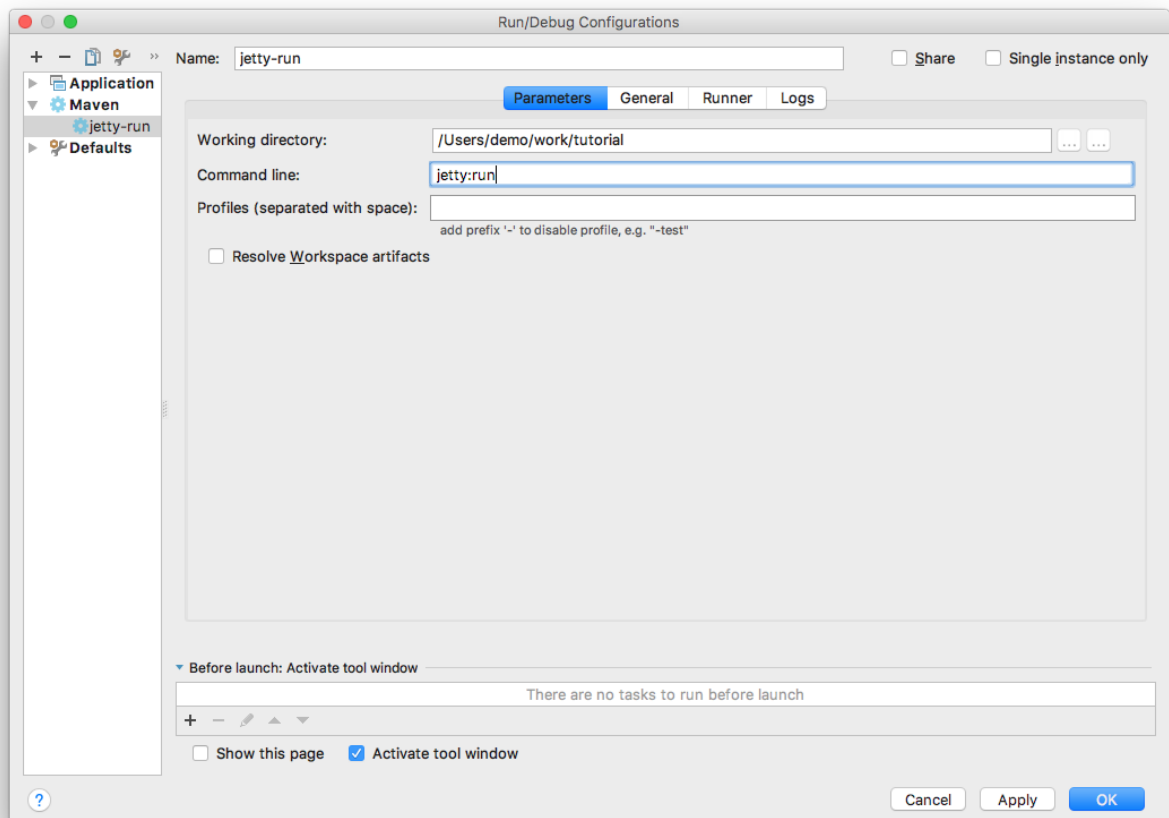 Run/Debug Configurations
Name: jetty-run Share Single instance only
Application
Maven
jetty-run
Defaults
Parameters General Runner Logs
Working directory: /Users/demo/work/tutorial ... ...
Command line: jetty:run
Profiles (separated with space):
add prefix '-' to disable profile, e.g. "-test"
Resolve Workspace artifacts
Before launch: Activate tool window
There are no tasks to run before launch
Show this page Activate tool window
? Cancel Apply OK